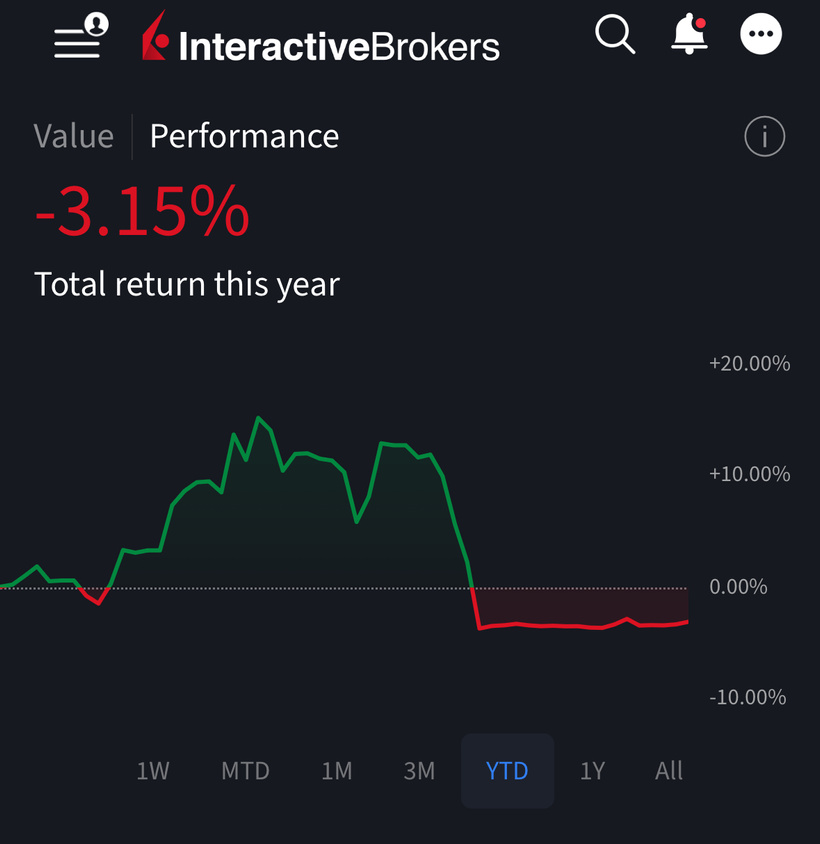 InteractiveBrokers
Value | Performance
-3.15%
Total return this year
+20.00%
+10.00%
0.00%
-10.00%
1W MTD 1M 3M YTD 1Y All